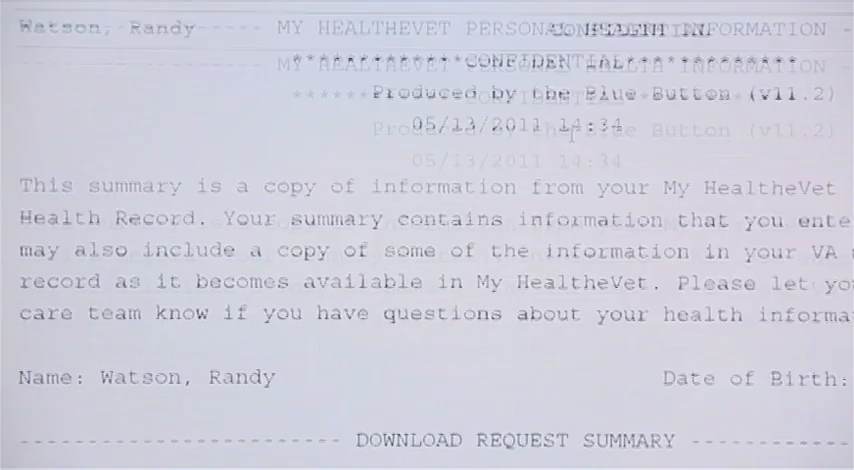 Watson, Randy ----- MY HEALTHEVET PERSONAL HEALTH INFORMATION -
************CONFIDENTIAL************
Produced by the Blue Button (v11.2)
05/13/2011 14:34
This summary is a copy of information from your My HealtheVet
Health Record. Your summary contains information that you ente
may also include a copy of some of the information in your VA
record as it becomes available in My HealtheVet. Please let yo
care team know if you have questions about your health informa
Name: Watson, Randy Date of Birth:
------------------------ DOWNLOAD REQUEST SUMMARY ------------